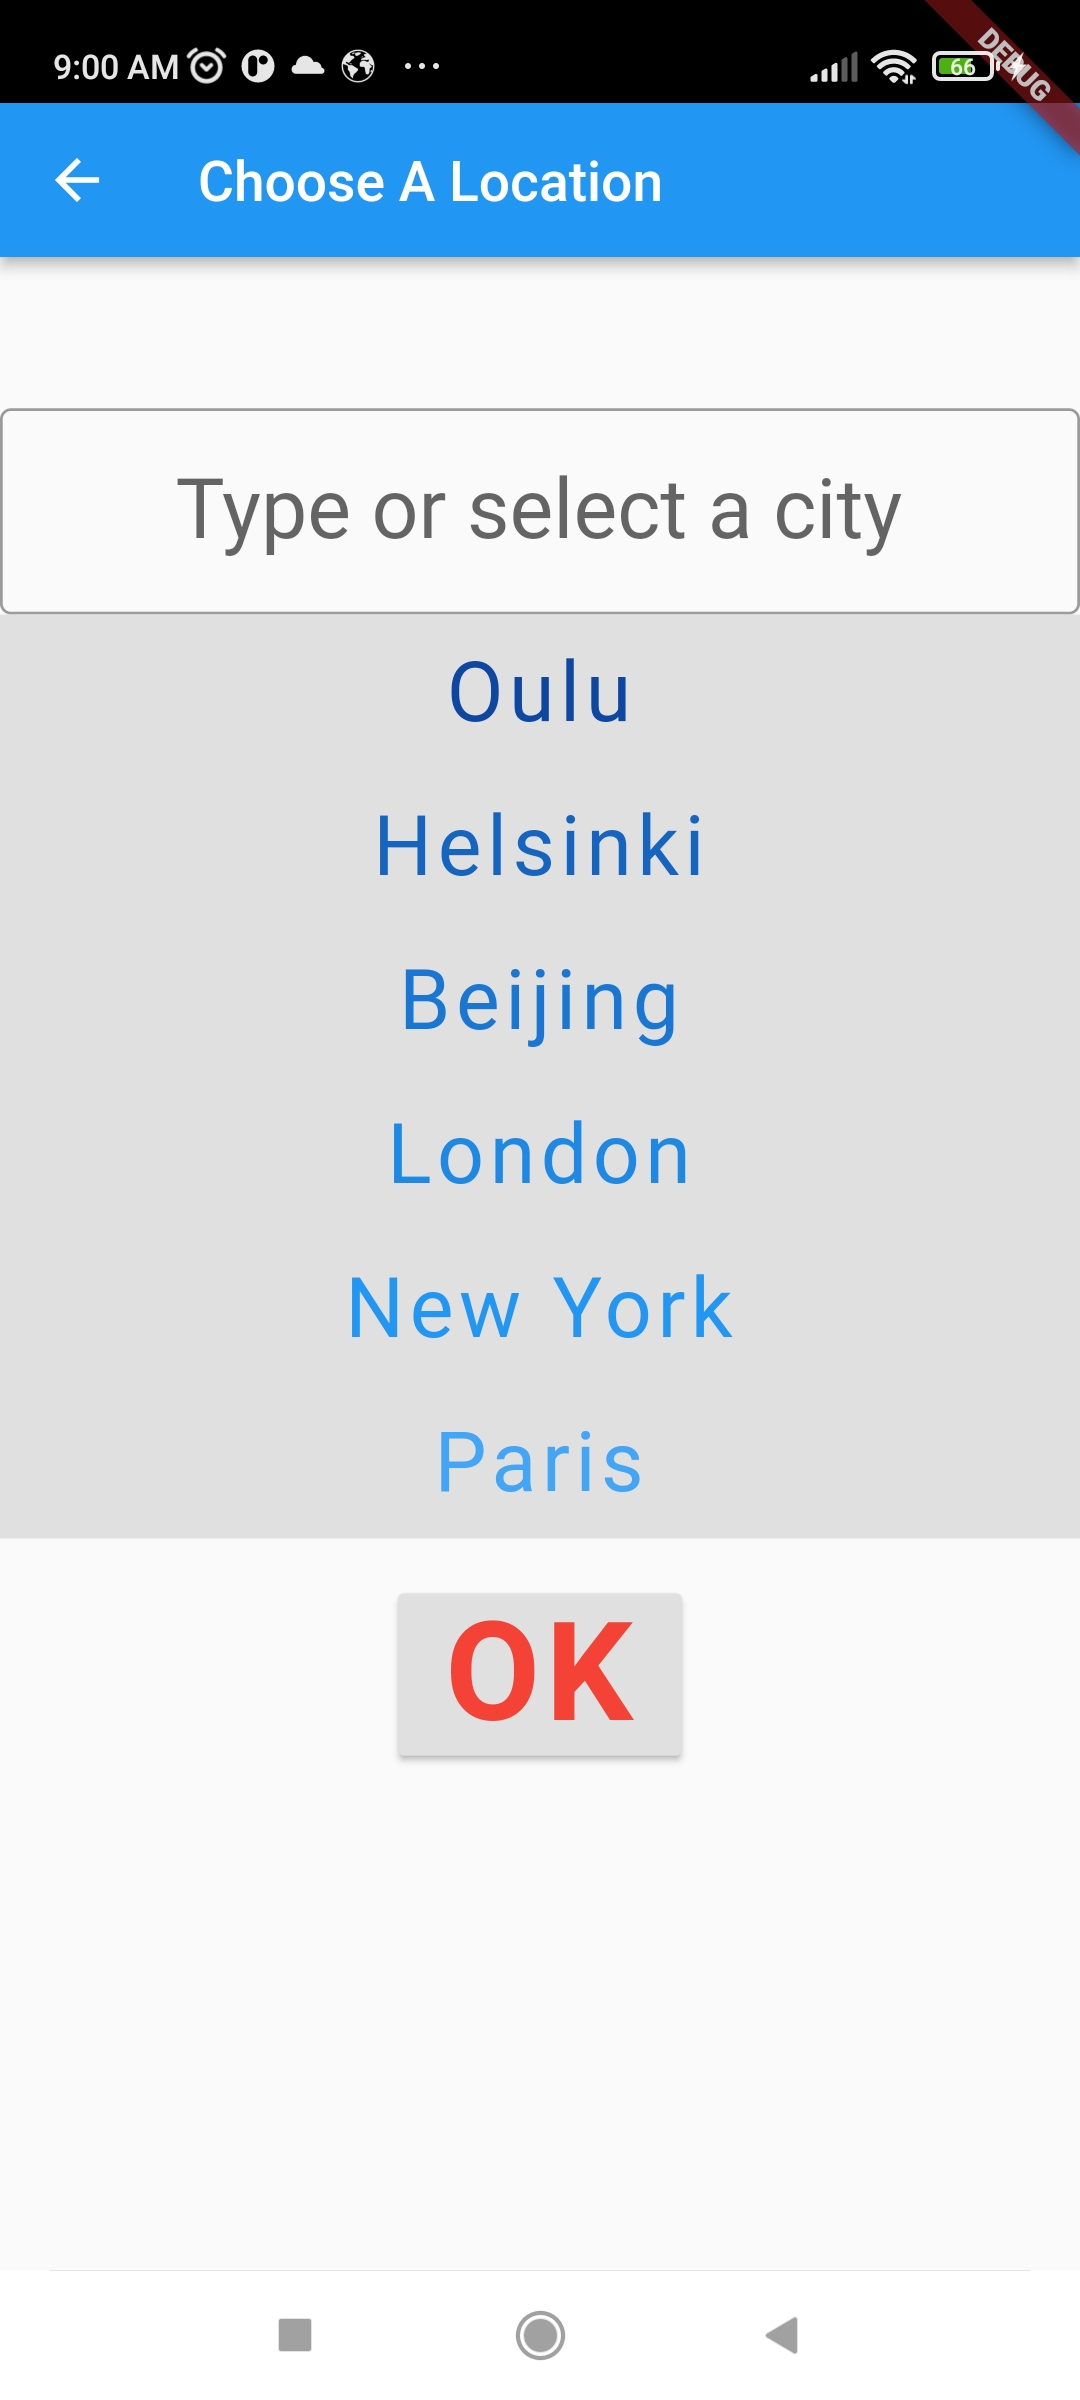 9:00 AM
66
DEBUG
Choose A Location
Type or select a city
Oulu
Helsinki
Beijing
London
New York
Paris
OK